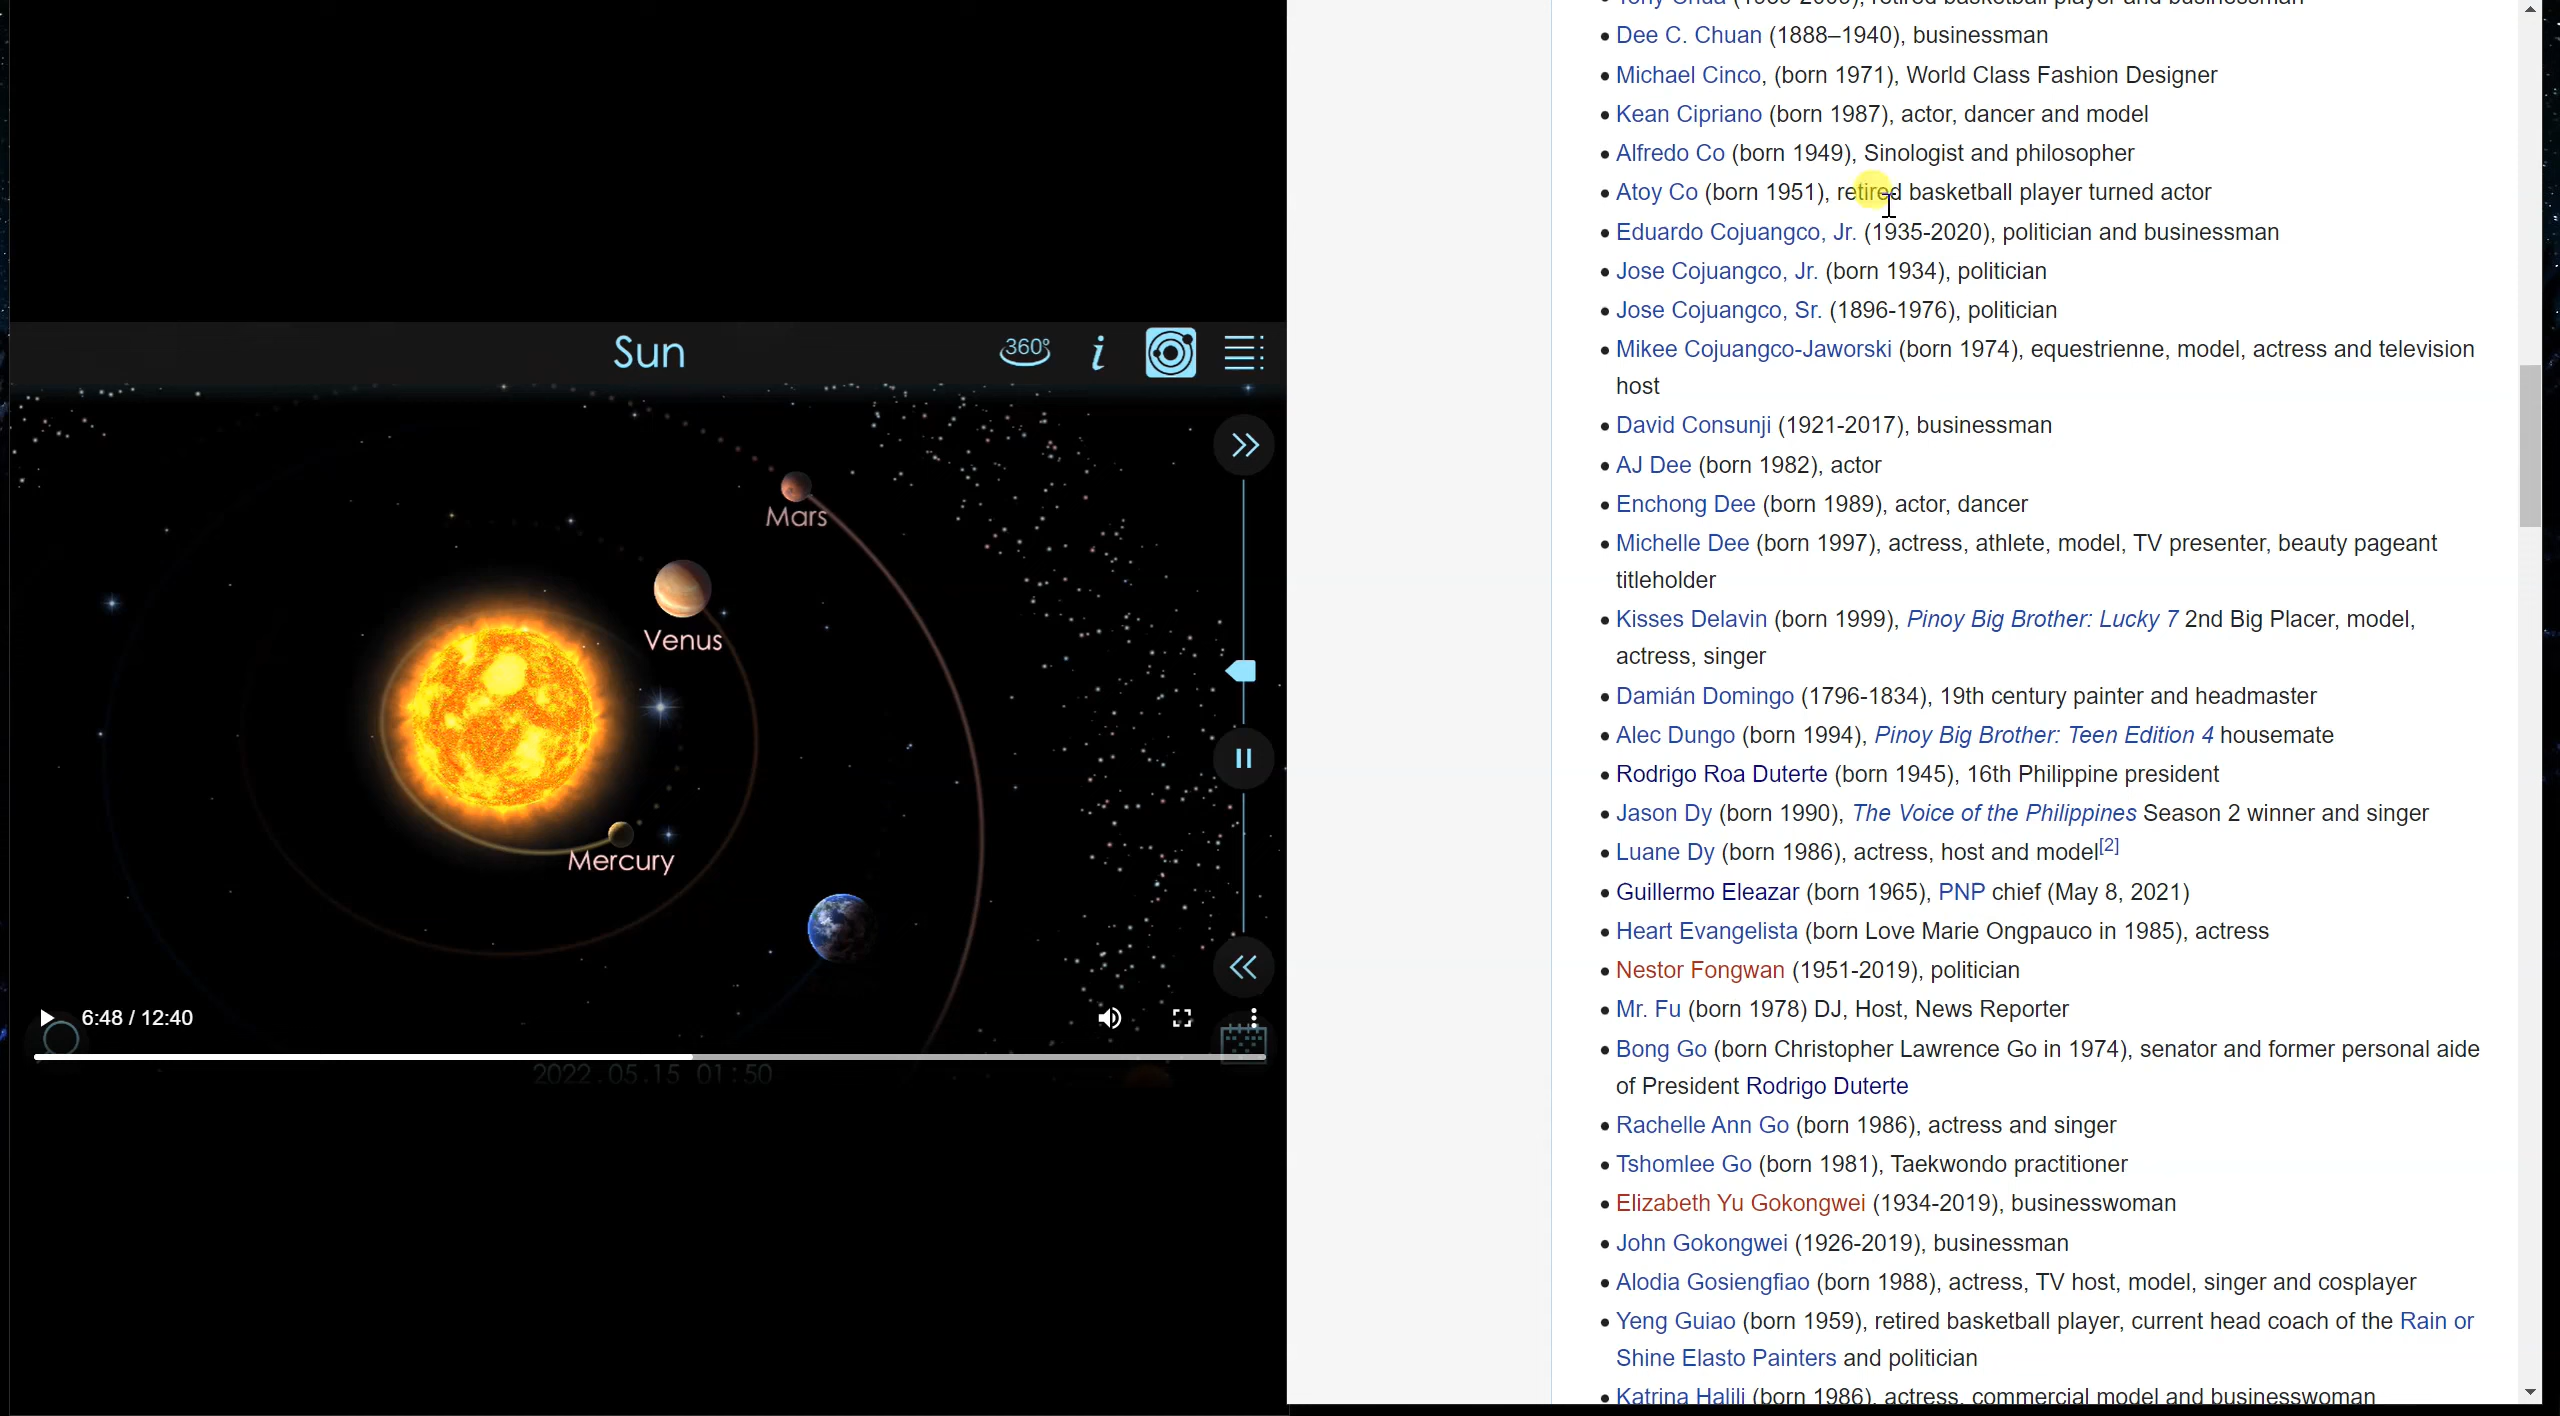 Sun
360°
i
Mars
Venus
Mercury
6:48 / 12:40
2022.05.15 01:50
Dee C. Chuan (1888–1940), businessman
Michael Cinco, (born 1971), World Class Fashion Designer
Kean Cipriano (born 1987), actor, dancer and model
Alfredo Co (born 1949), Sinologist and philosopher
Atoy Co (born 1951), retired basketball player turned actor
Eduardo Cojuangco, Jr. (1935-2020), politician and businessman
Jose Cojuangco, Jr. (born 1934), politician
Jose Cojuangco, Sr. (1896-1976), politician
Mikee Cojuangco-Jaworski (born 1974), equestrienne, model, actress and television
host
David Consunji (1921-2017), businessman
AJ Dee (born 1982), actor
Enchong Dee (born 1989), actor, dancer
Michelle Dee (born 1997), actress, athlete, model, TV presenter, beauty pageant
titleholder
Kisses Delavin (born 1999), Pinoy Big Brother: Lucky 7 2nd Big Placer, model,
actress, singer
Damián Domingo (1796-1834), 19th century painter and headmaster
Alec Dungo (born 1994), Pinoy Big Brother: Teen Edition 4 housemate
Rodrigo Roa Duterte (born 1945), 16th Philippine president
Jason Dy (born 1990), The Voice of the Philippines Season 2 winner and singer
Luane Dy (born 1986), actress, host and model[2]
Guillermo Eleazar (born 1965), PNP chief (May 8, 2021)
Heart Evangelista (born Love Marie Ongpauco in 1985), actress
Nestor Fongwan (1951-2019), politician
Mr. Fu (born 1978) DJ, Host, News Reporter
Bong Go (born Christopher Lawrence Go in 1974), senator and former personal aide
of President Rodrigo Duterte
Rachelle Ann Go (born 1986), actress and singer
Tshomlee Go (born 1981), Taekwondo practitioner
Elizabeth Yu Gokongwei (1934-2019), businesswoman
John Gokongwei (1926-2019), businessman
Alodia Gosiengfiao (born 1988), actress, TV host, model, singer and cosplayer
Yeng Guiao (born 1959), retired basketball player, current head coach of the Rain or
Shine Elasto Painters and politician
Katrina Halili (born 1986), actress, commercial model and businesswoman